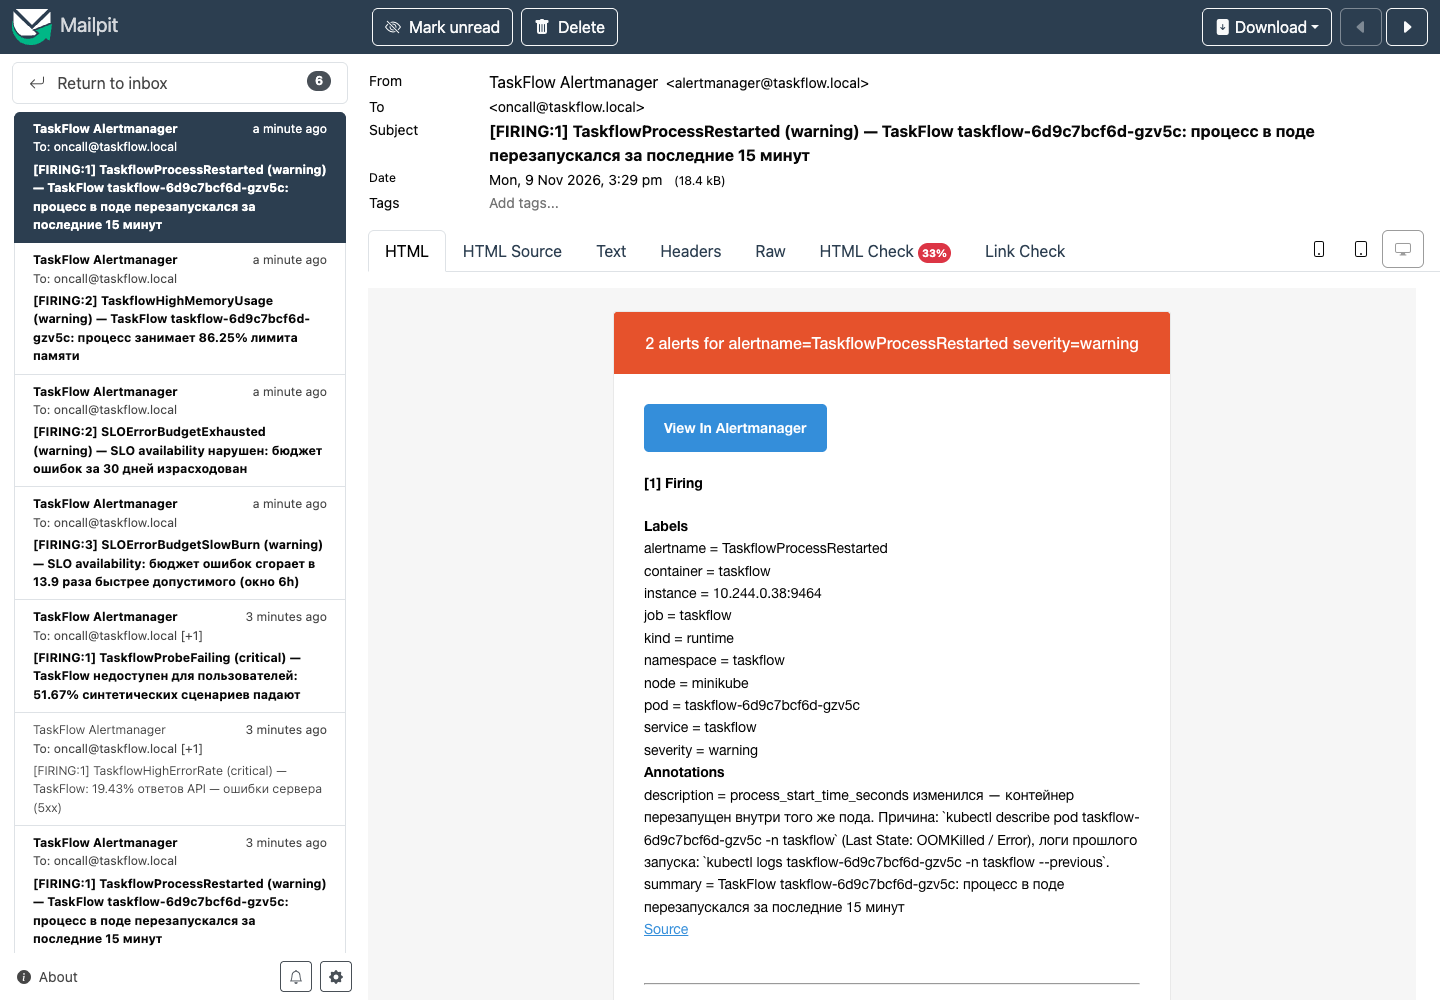 Mailpit
Mark unread
Delete
Download
Return to inbox
6
TaskFlow Alertmanager
a minute ago
To: oncall@taskflow.local
[FIRING:1] TaskflowProcessRestarted (warning)
— TaskFlow taskflow-6d9c7bcf6d-gzv5c:
процесс в поде перезапускался за
последние 15 минут
TaskFlow Alertmanager
a minute ago
To: oncall@taskflow.local
[FIRING:2] TaskflowHighMemoryUsage
(warning) — TaskFlow taskflow-6d9c7bcf6d-
gzv5c: процесс занимает 86.25% лимита
памяти
TaskFlow Alertmanager
a minute ago
To: oncall@taskflow.local
[FIRING:2] SLOErrorBudgetExhausted
(warning) — SLO availability нарушен: бюджет
ошибок за 30 дней израсходован
TaskFlow Alertmanager
a minute ago
To: oncall@taskflow.local
[FIRING:3] SLOErrorBudgetSlowBurn (warning)
— SLO availability: бюджет ошибок сгорает в
13.9 раза быстрее допустимого (окно 6h)
TaskFlow Alertmanager
3 minutes ago
To: oncall@taskflow.local [+1]
[FIRING:1] TaskflowProbeFailing (critical) —
TaskFlow недоступен для пользователей:
51.67% синтетических сценариев падают
TaskFlow Alertmanager
3 minutes ago
To: oncall@taskflow.local [+1]
[FIRING:1] TaskflowHighErrorRate (critical) —
TaskFlow: 19.43% ответов API — ошибки сервера
(5xx)
TaskFlow Alertmanager
3 minutes ago
To: oncall@taskflow.local
[FIRING:1] TaskflowProcessRestarted (warning)
— TaskFlow taskflow-6d9c7bcf6d-gzv5c:
процесс в поде перезапускался за
последние 15 минут
About
From
TaskFlow Alertmanager <alertmanager@taskflow.local>
To
<oncall@taskflow.local>
Subject
[FIRING:1] TaskflowProcessRestarted (warning) — TaskFlow taskflow-6d9c7bcf6d-gzv5c: процесс в поде
перезапускался за последние 15 минут
Date
Mon, 9 Nov 2026, 3:29 pm (18.4 kB)
Tags
Add tags...
HTML
HTML Source
Text
Headers
Raw
HTML Check 33%
Link Check
2 alerts for alertname=TaskflowProcessRestarted severity=warning
View In Alertmanager
[1] Firing
Labels
alertname = TaskflowProcessRestarted
container = taskflow
instance = 10.244.0.38:9464
job = taskflow
kind = runtime
namespace = taskflow
node = minikube
pod = taskflow-6d9c7bcf6d-gzv5c
service = taskflow
severity = warning
Annotations
description = process_start_time_seconds изменился — контейнер
перезапущен внутри того же пода. Причина: `kubectl describe pod taskflow-
6d9c7bcf6d-gzv5c -n taskflow` (Last State: OOMKilled / Error), логи прошлого
запуска: `kubectl logs taskflow-6d9c7bcf6d-gzv5c -n taskflow --previous`.
summary = TaskFlow taskflow-6d9c7bcf6d-gzv5c: процесс в поде
перезапускался за последние 15 минут
Source